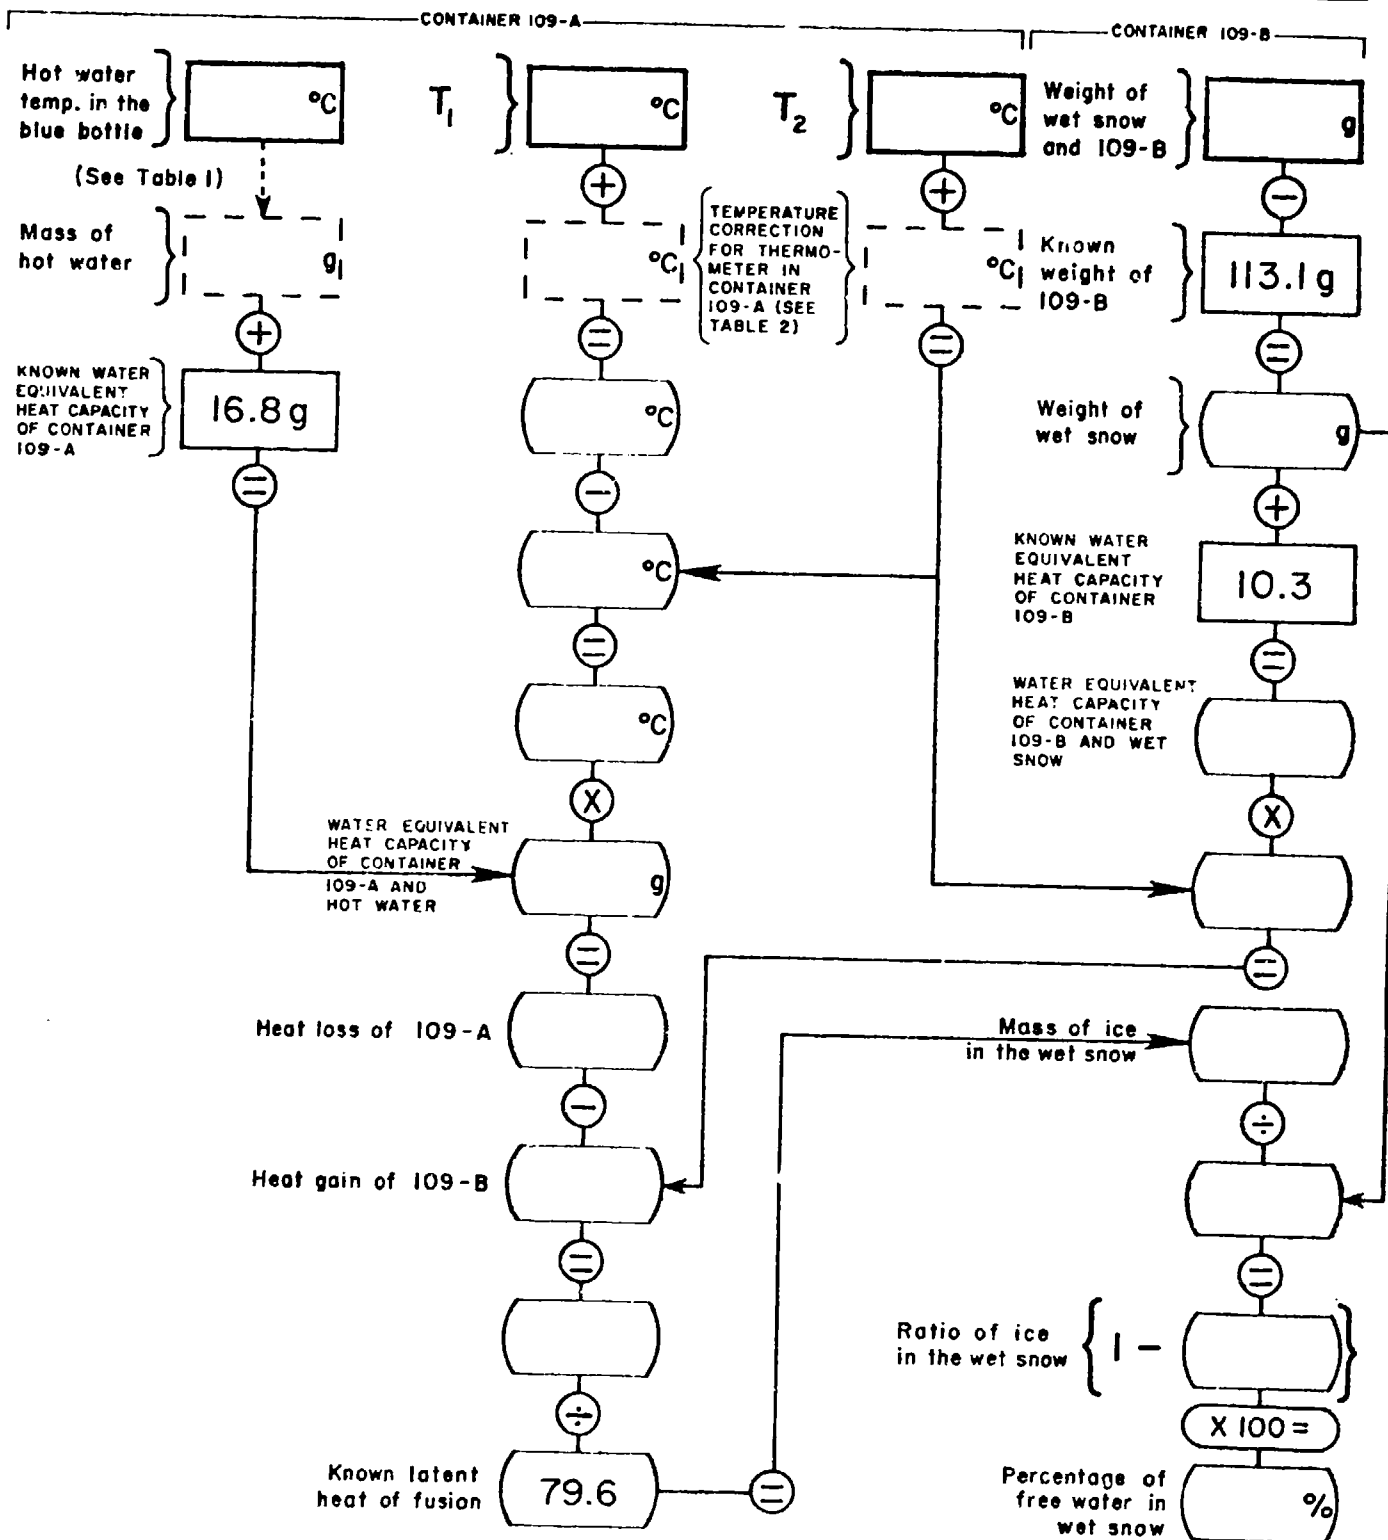 CONTAINER 109-A
CONTAINER 109-B
Hot water
temp. in the
blue bottle
°C
T1
°C
T2
°C
Weight of
wet snow
and 109-B
g
(See Table I)
+
+
−
Mass of
hot water
g
°C
TEMPERATURE
CORRECTION
FOR THERMO-
METER IN
CONTAINER
109-A (SEE
TABLE 2)
°C
Known
weight of
109-B
113.1 g
+
=
=
=
KNOWN WATER
EQUIVALENT
HEAT CAPACITY
OF CONTAINER
109-A
16.8 g
°C
Weight of
wet snow
g
=
−
+
°C
KNOWN WATER
EQUIVALENT
HEAT CAPACITY
OF CONTAINER
109-B
10.3
=
=
°C
WATER EQUIVALENT
HEAT CAPACITY
OF CONTAINER
109-B AND WET
SNOW
X
X
WATER EQUIVALENT
HEAT CAPACITY
OF CONTAINER
109-A AND
HOT WATER
g
=
=
Heat loss of 109-A
Mass of ice
in the wet snow
−
÷
Heat gain of 109-B
=
=
Ratio of ice
in the wet snow
{ 1 − }
÷
X 100 =
Known latent
heat of fusion
79.6
=
Percentage of
free water in
wet snow
%